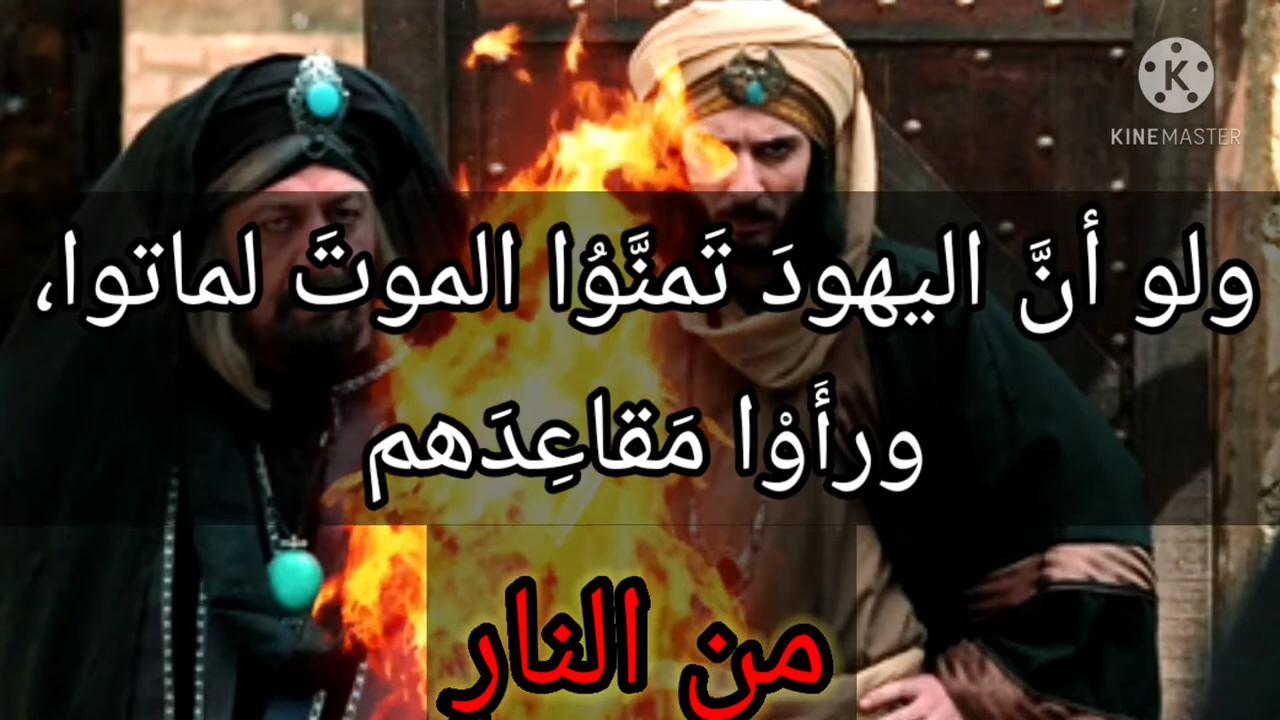 KINEMASTER
ولو أنَّ اليهودَ تَمنَّوُا الموتَ لماتوا،
ورأَوْا مَقاعِدَهم
من النار